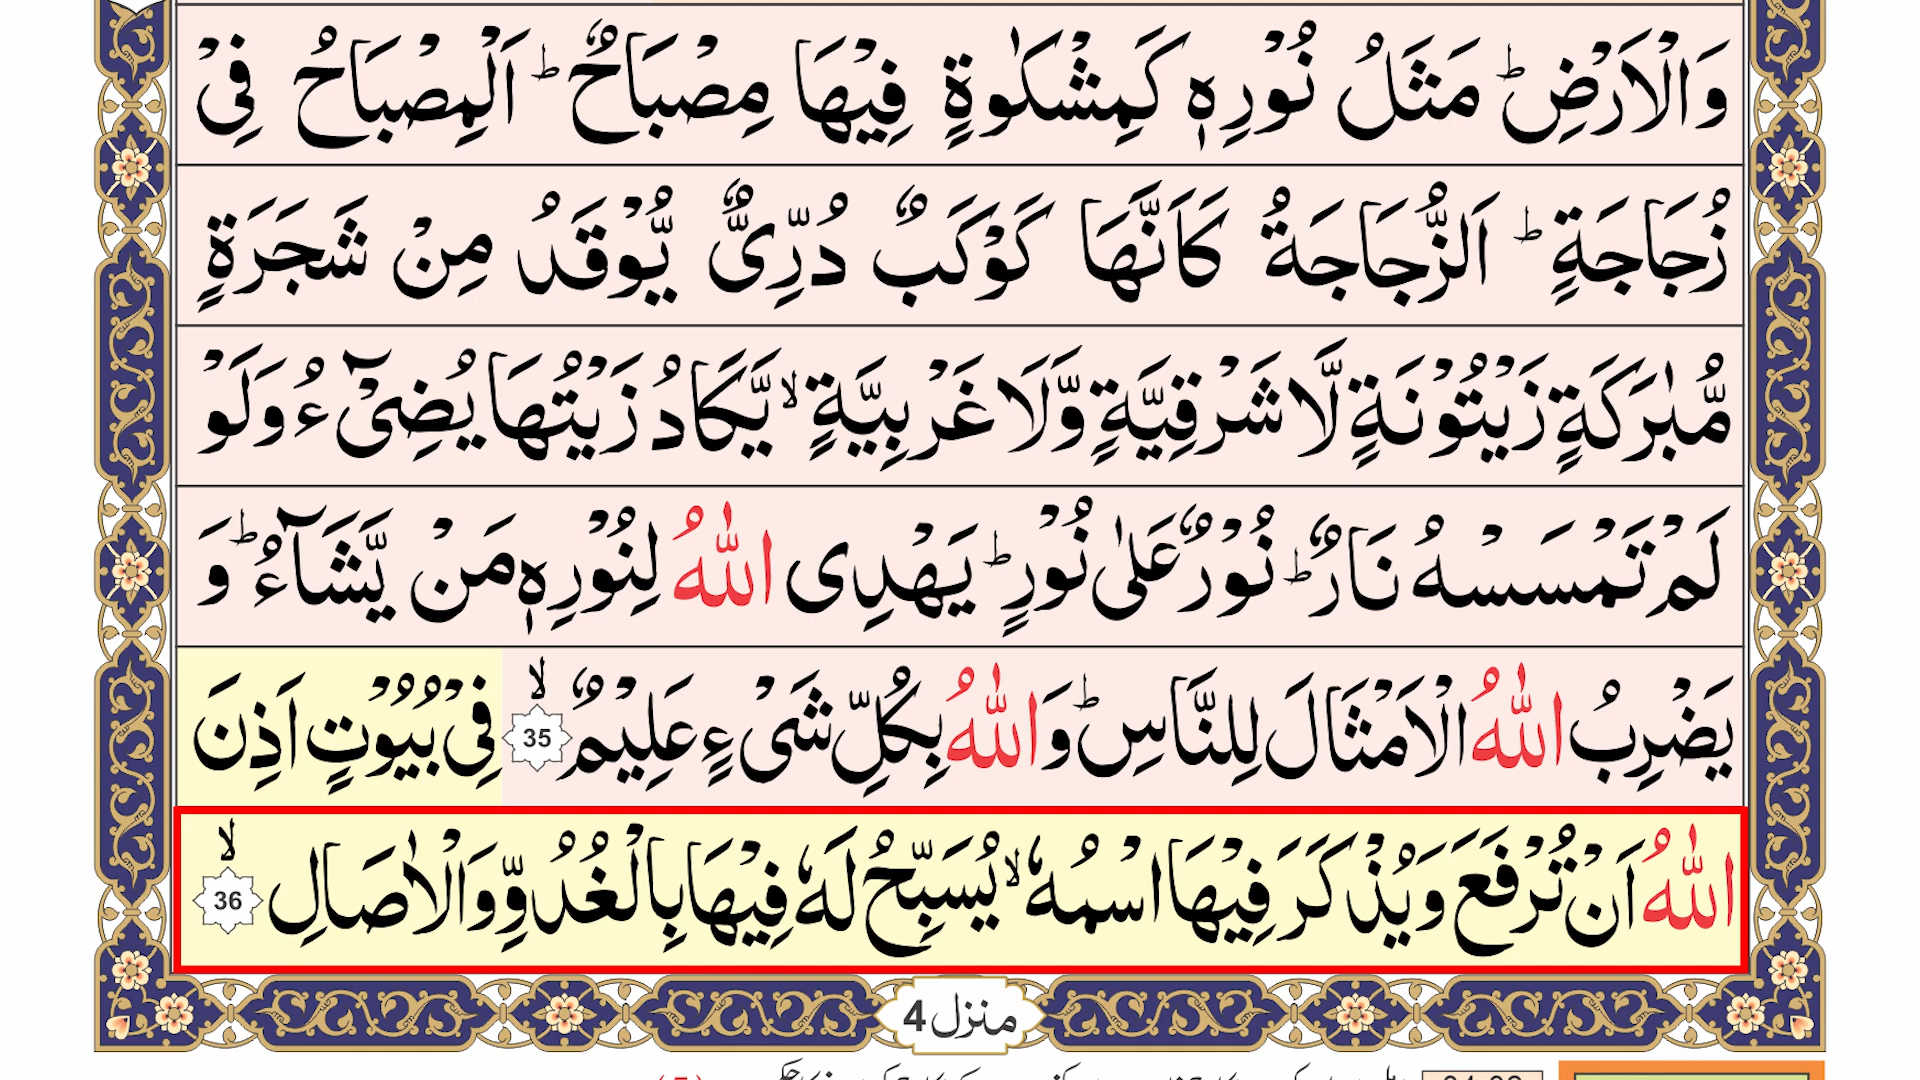 وَالْاَرْضِ ؕ مَثَلُ نُوْرِهٖ كَمِشْكٰوةٍ فِيْهَا مِصْبَاحٌ ؕ اَلْمِصْبَاحُ فِيْ
زُجَاجَةٍ ؕ اَلزُّجَاجَةُ كَاَنَّهَا كَوْكَبٌ دُرِّيٌّ يُّوْقَدُ مِنْ شَجَرَةٍ
مُّبٰرَكَةٍ زَيْتُوْنَةٍ لَّا شَرْقِيَّةٍ وَّلَا غَرْبِيَّةٍ ۙ يَّكَادُ زَيْتُهَا يُضِيْٓءُ وَلَوْ
لَمْ تَمْسَسْهُ نَارٌ ؕ نُوْرٌ عَلٰى نُوْرٍ ؕ يَهْدِى اللّٰهُ لِنُوْرِهٖ مَنْ يَّشَآءُ ؕ وَ
يَضْرِبُ اللّٰهُ الْاَمْثَالَ لِلنَّاسِ ؕ وَاللّٰهُ بِكُلِّ شَيْءٍ عَلِيْمٌ ۙ 35 فِيْ بُيُوْتٍ اَذِنَ
اللّٰهُ اَنْ تُرْفَعَ وَيُذْكَرَ فِيْهَا اسْمُهٗ ۙ يُسَبِّحُ لَهٗ فِيْهَا بِالْغُدُوِّ وَالْاٰصَالِ ۙ 36
منزل 4